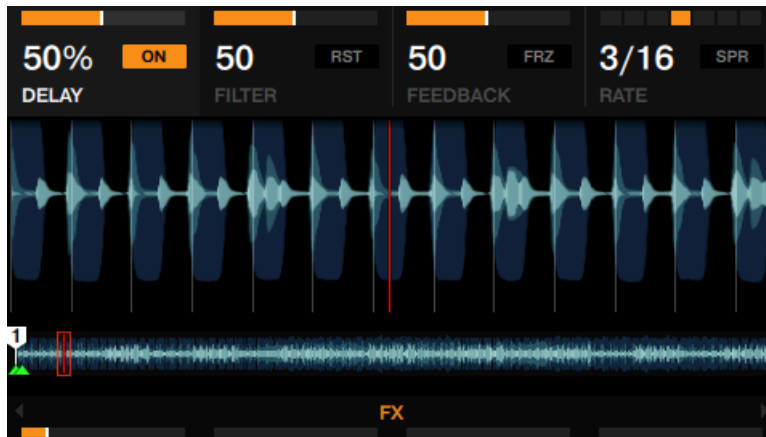 50% ON 50 RST 50 FRZ 3/16 SPR
DELAY FILTER FEEDBACK RATE
1
FX